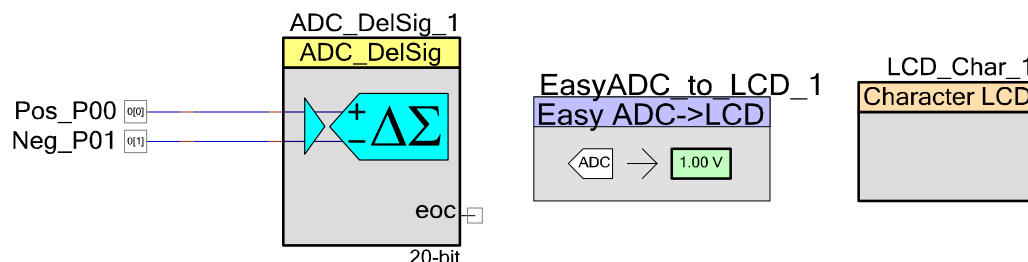 ADC_DelSig_1
ADC_DelSig
Pos_P00 0[0]
Neg_P01 0[1]
+
-
ΔΣ
eoc
20-bit
EasyADC_to_LCD_1
Easy ADC->LCD
ADC
1.00 V
LCD_Char_1
Character LCD